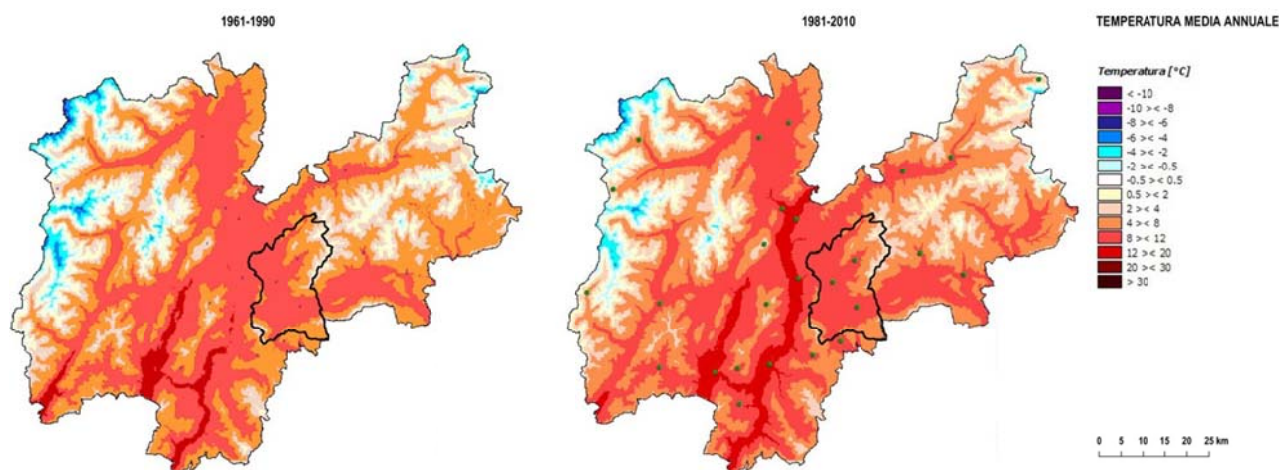 1961-1990
1981-2010
TEMPERATURA MEDIA ANNUALE
Temperatura [°C]
< -10
-10 >< -8
-8 >< -6
-6 >< -4
-4 >< -2
-2 >< -0.5
-0.5 >< 0.5
0.5 >< 2
2 >< 4
4 >< 8
8 >< 12
12 >< 20
20 >< 30
> 30
0 5 10 15 20 25 km